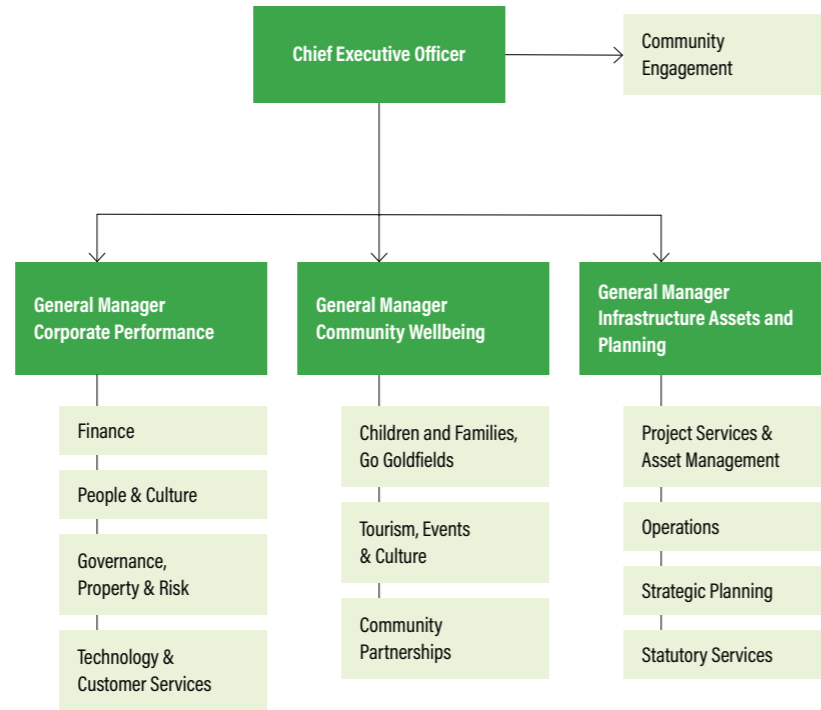 Chief Executive Officer
Community
Engagement
General Manager
Corporate Performance
Finance
People & Culture
Governance,
Property & Risk
Technology &
Customer Services
General Manager
Community Wellbeing
Children and Families,
Go Goldfields
Tourism, Events
& Culture
Community
Partnerships
General Manager
Infrastructure Assets and
Planning
Project Services &
Asset Management
Operations
Strategic Planning
Statutory Services